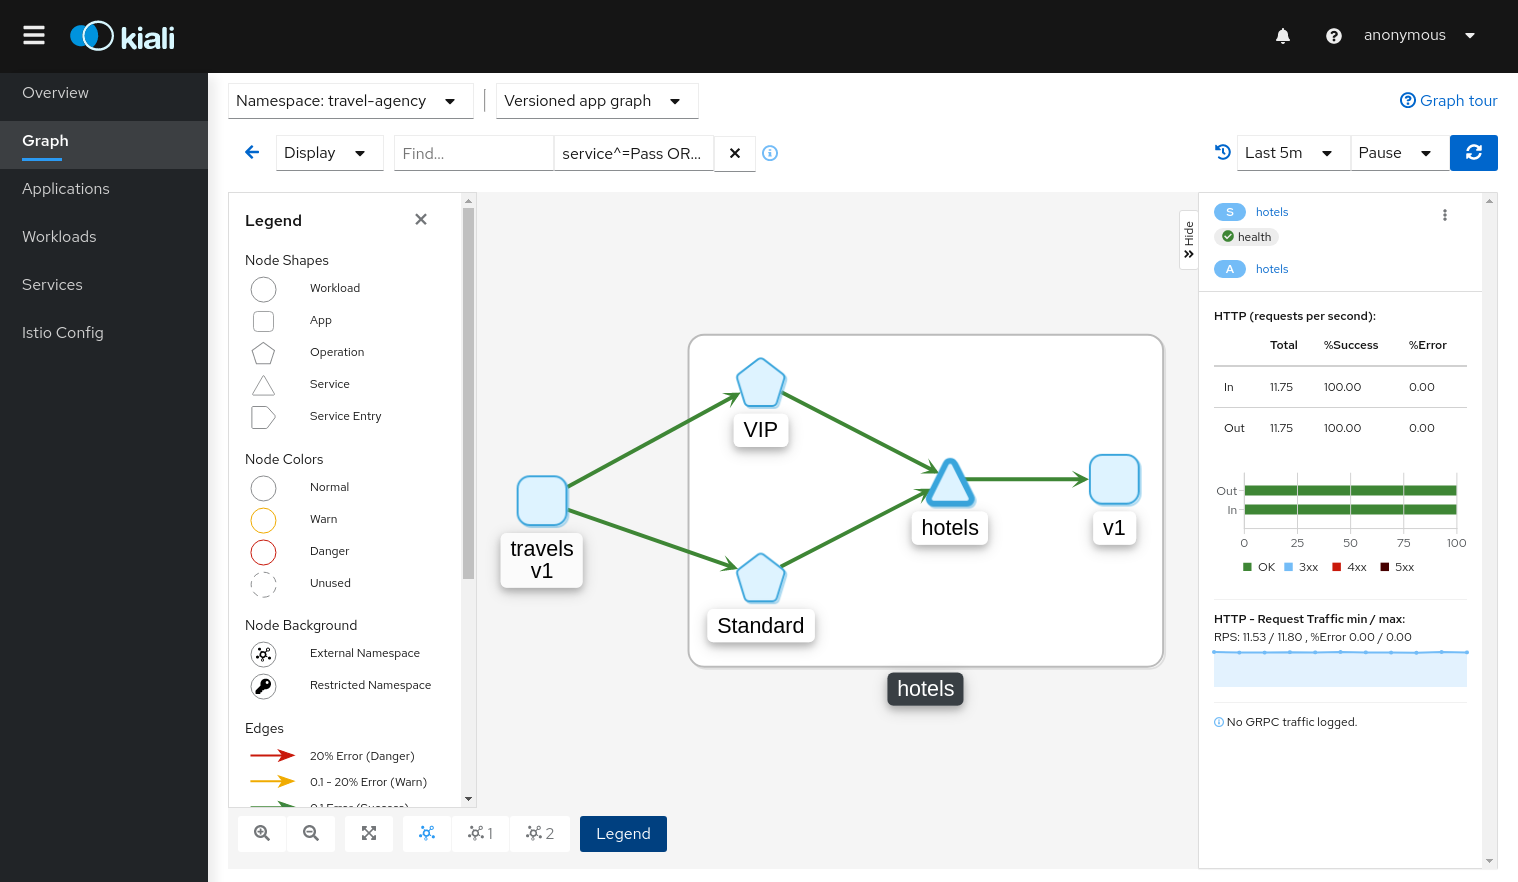 kiali
anonymous
Overview
Graph
Applications
Workloads
Services
Istio Config
Namespace: travel-agency
Versioned app graph
Graph tour
Display
Find...
service^=Pass OR...
Last 5m
Pause
Legend
Node Shapes
Workload
App
Operation
Service
Service Entry
Node Colors
Normal
Warn
Danger
Unused
Node Background
External Namespace
Restricted Namespace
Edges
20% Error (Danger)
0.1 - 20% Error (Warn)
VIP
travels
v1
Standard
hotels
v1
hotels
Hide
S hotels
health
A hotels
HTTP (requests per second):
Total %Success %Error
In 11.75 100.00 0.00
Out 11.75 100.00 0.00
Out
In
0 25 50 75 100
OK 3xx 4xx 5xx
HTTP - Request Traffic min / max:
RPS: 11.53 / 11.80 , %Error 0.00 / 0.00
No GRPC traffic logged.
1
2
Legend